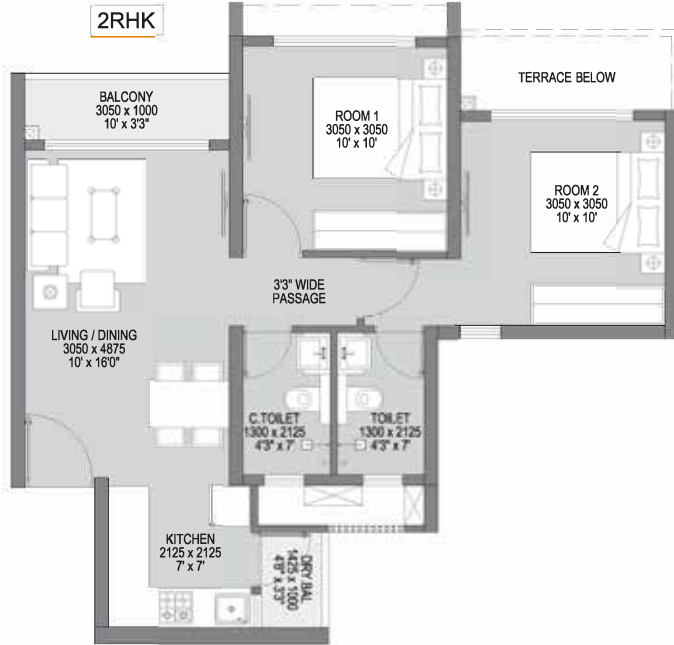 2RHK
BALCONY
3050 x 1000
10' x 3'3"
ROOM 1
3050 x 3050
10' x 10'
TERRACE BELOW
ROOM 2
3050 x 3050
10' x 10'
3'3" WIDE
PASSAGE
LIVING / DINING
3050 x 4875
10' x 16'0"
C.TOILET
1300 x 2125
4'3" x 7'
TOILET
1300 x 2125
4'3" x 7'
KITCHEN
2125 x 2125
7' x 7'
DRY BAL
1425 x 1000
4'8" x 3'3"